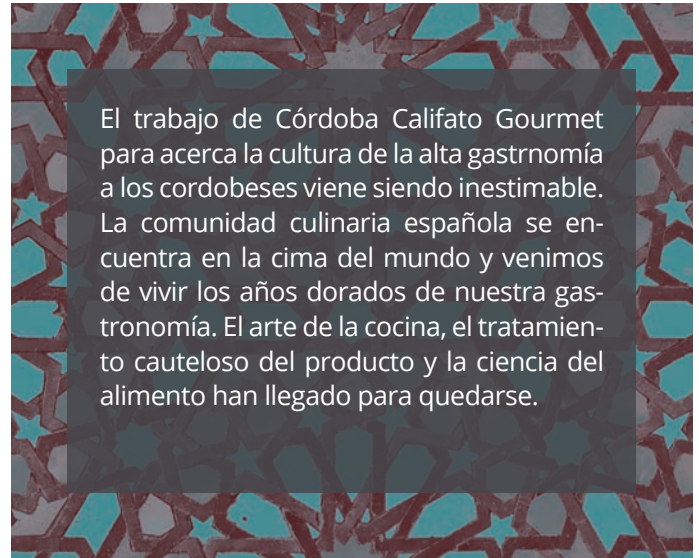 El trabajo de Córdoba Califato Gourmet
para acerca la cultura de la alta gastrnomía
a los cordobeses viene siendo inestimable.
La comunidad culinaria española se en-
cuentra en la cima del mundo y venimos
de vivir los años dorados de nuestra gas-
tronomía. El arte de la cocina, el tratamien-
to cauteloso del producto y la ciencia del
alimento han llegado para quedarse.